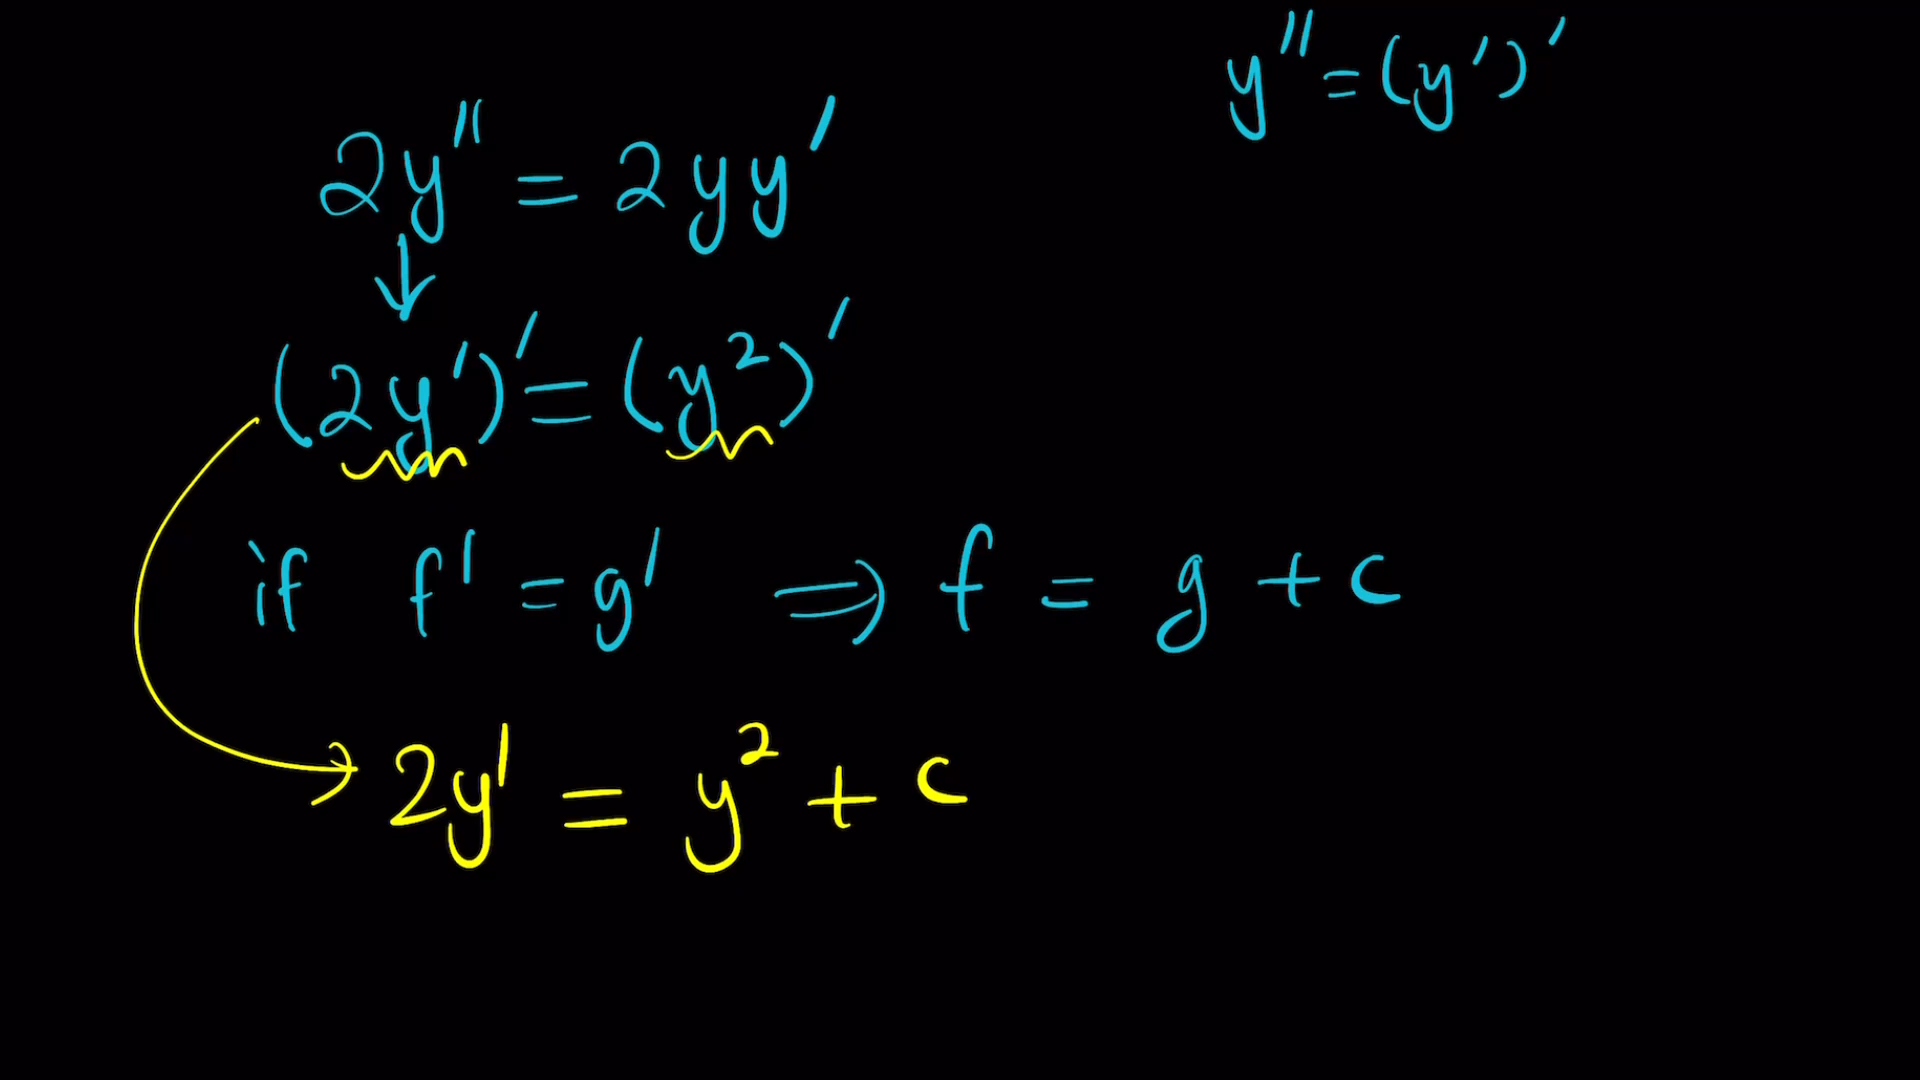 y'' = (y')'
2y'' = 2yy'
(2y')' = (y²)'
if f' = g' ⇒ f = g + c
2y' = y² + c